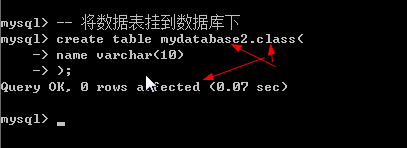 mysql> -- 将数据表挂到数据库下
mysql> create table mydatabase2.class(
    -> name varchar(10)
    -> );
Query OK, 0 rows affected (0.07 sec)
mysql> _